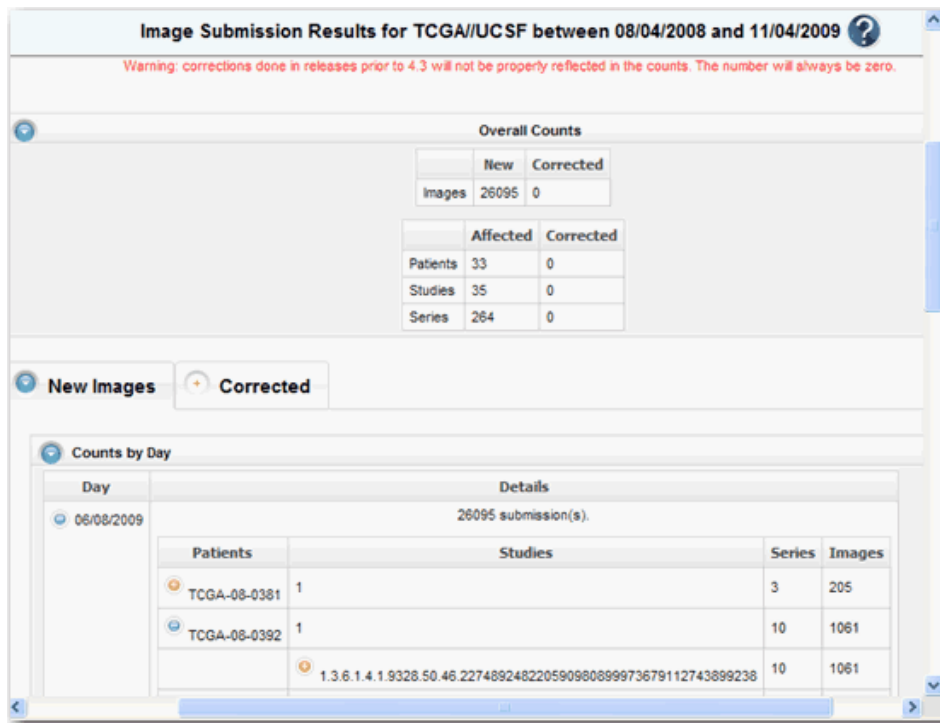 Image Submission Results for TCGA//UCSF between 08/04/2008 and 11/04/2009 ?
Warning: corrections done in releases prior to 4.3 will not be properly reflected in the counts. The number will always be zero.
Overall Counts
New Corrected
Images 26095 0
Affected Corrected
Patients 33 0
Studies 35 0
Series 264 0
New Images Corrected
Counts by Day
Day Details
06/08/2009 26095 submission(s).
Patients Studies Series Images
TCGA-08-0381 1 3 205
TCGA-08-0392 1 10 1061
1.3.6.1.4.1.9328.50.46.227489248220590980899973679112743899238 10 1061